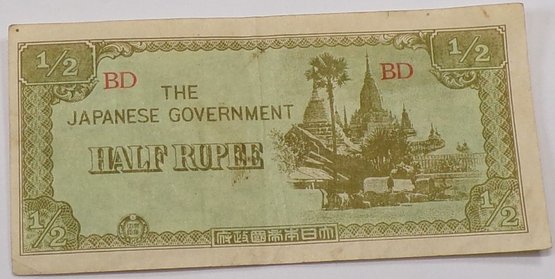 1/2
1/2
BD
BD
THE
JAPANESE GOVERNMENT
HALF RUPEE
1/2
1/2
府政國帝本日大